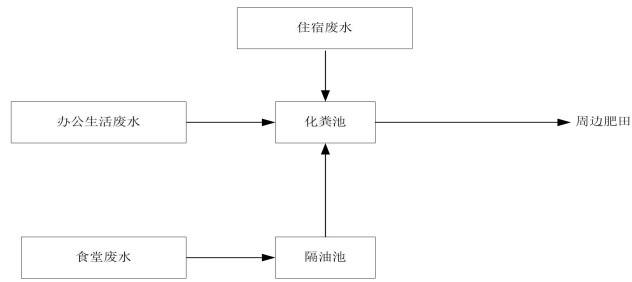 住宿废水
办公生活废水
化粪池
周边肥田
食堂废水
隔油池